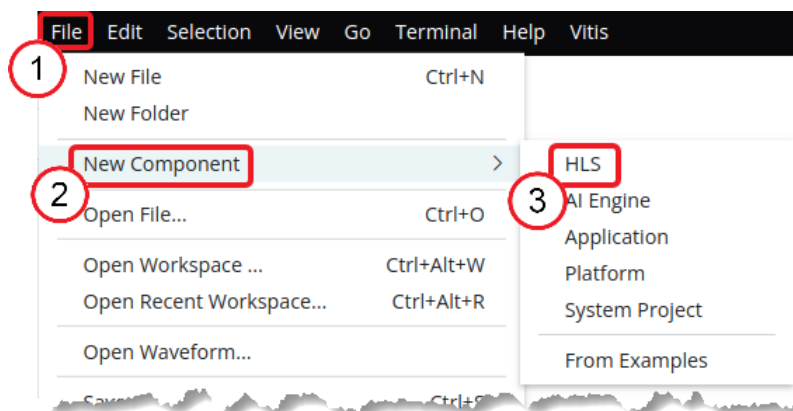 File Edit Selection View Go Terminal Help Vitis
1
New File Ctrl+N
New Folder
New Component >
HLS
2
3
AI Engine
Open File... Ctrl+O
Application
Open Workspace ... Ctrl+Alt+W
Platform
Open Recent Workspace... Ctrl+Alt+R
System Project
Open Waveform...
From Examples